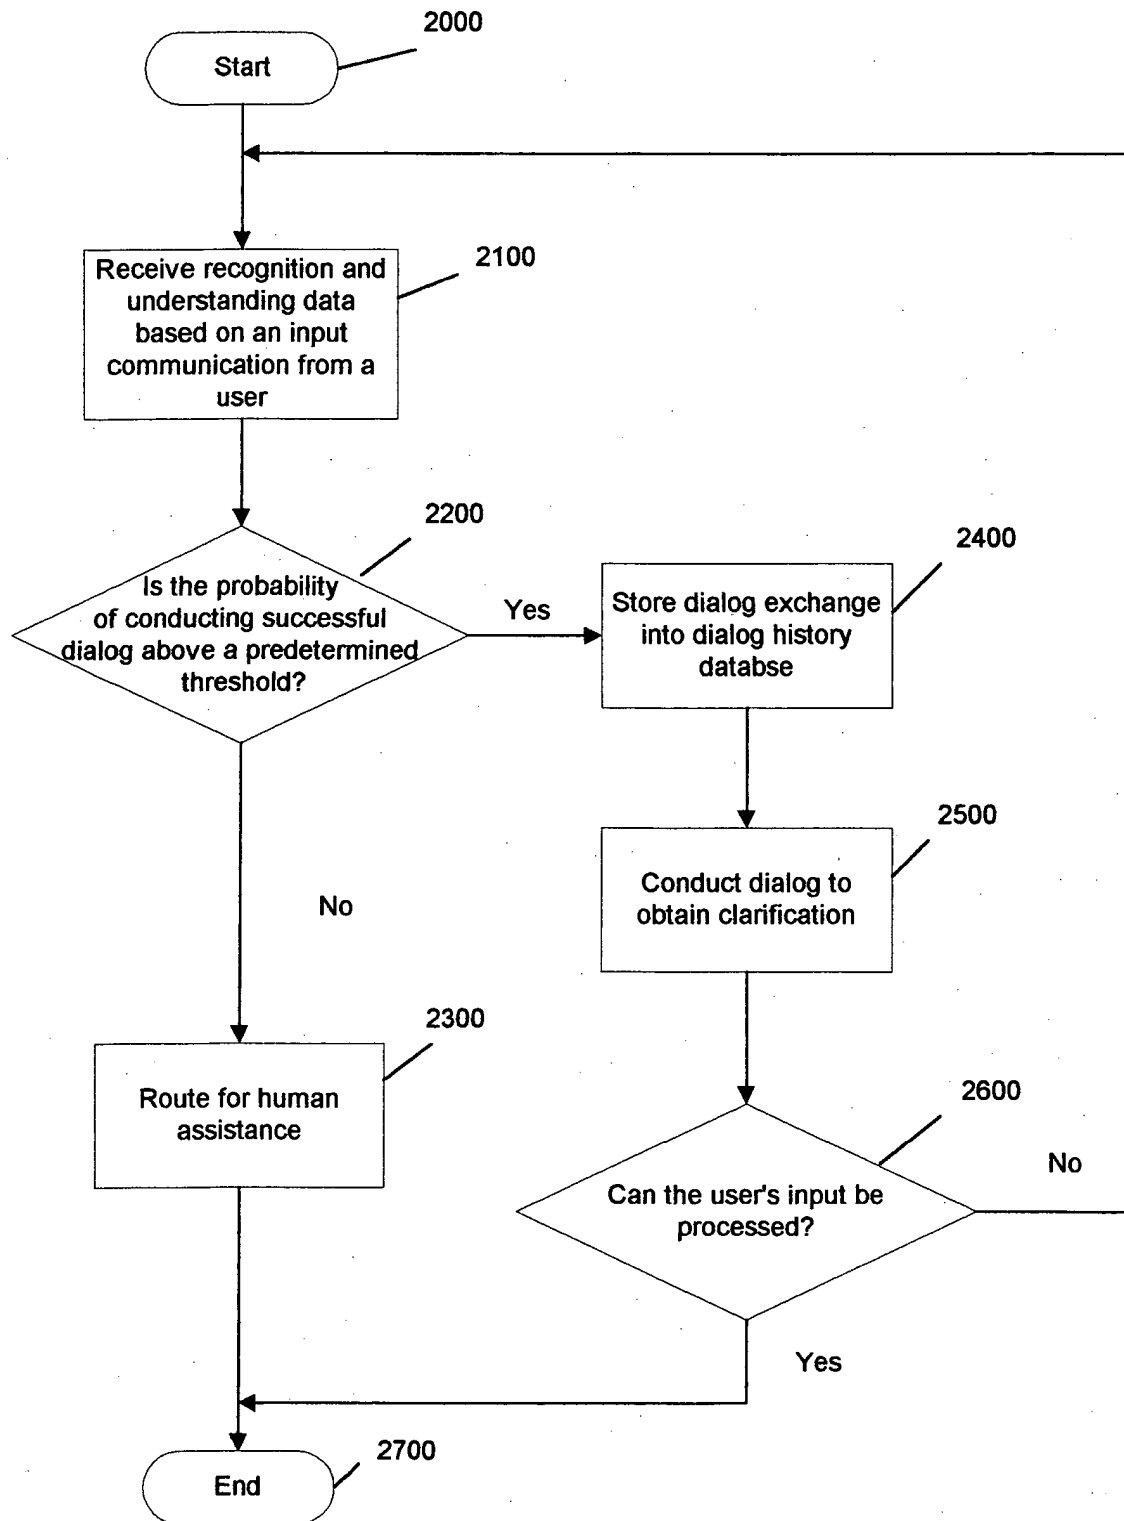 2000
Start
2100
Receive recognition and
understanding data
based on an input
communication from a
user
2200
Is the probability
of conducting successful
dialog above a predetermined
threshold?
Yes
2400
Store dialog exchange
into dialog history
databse
2500
Conduct dialog to
obtain clarification
No
2300
Route for human
assistance
2600
Can the user's input be
processed?
No
Yes
2700
End